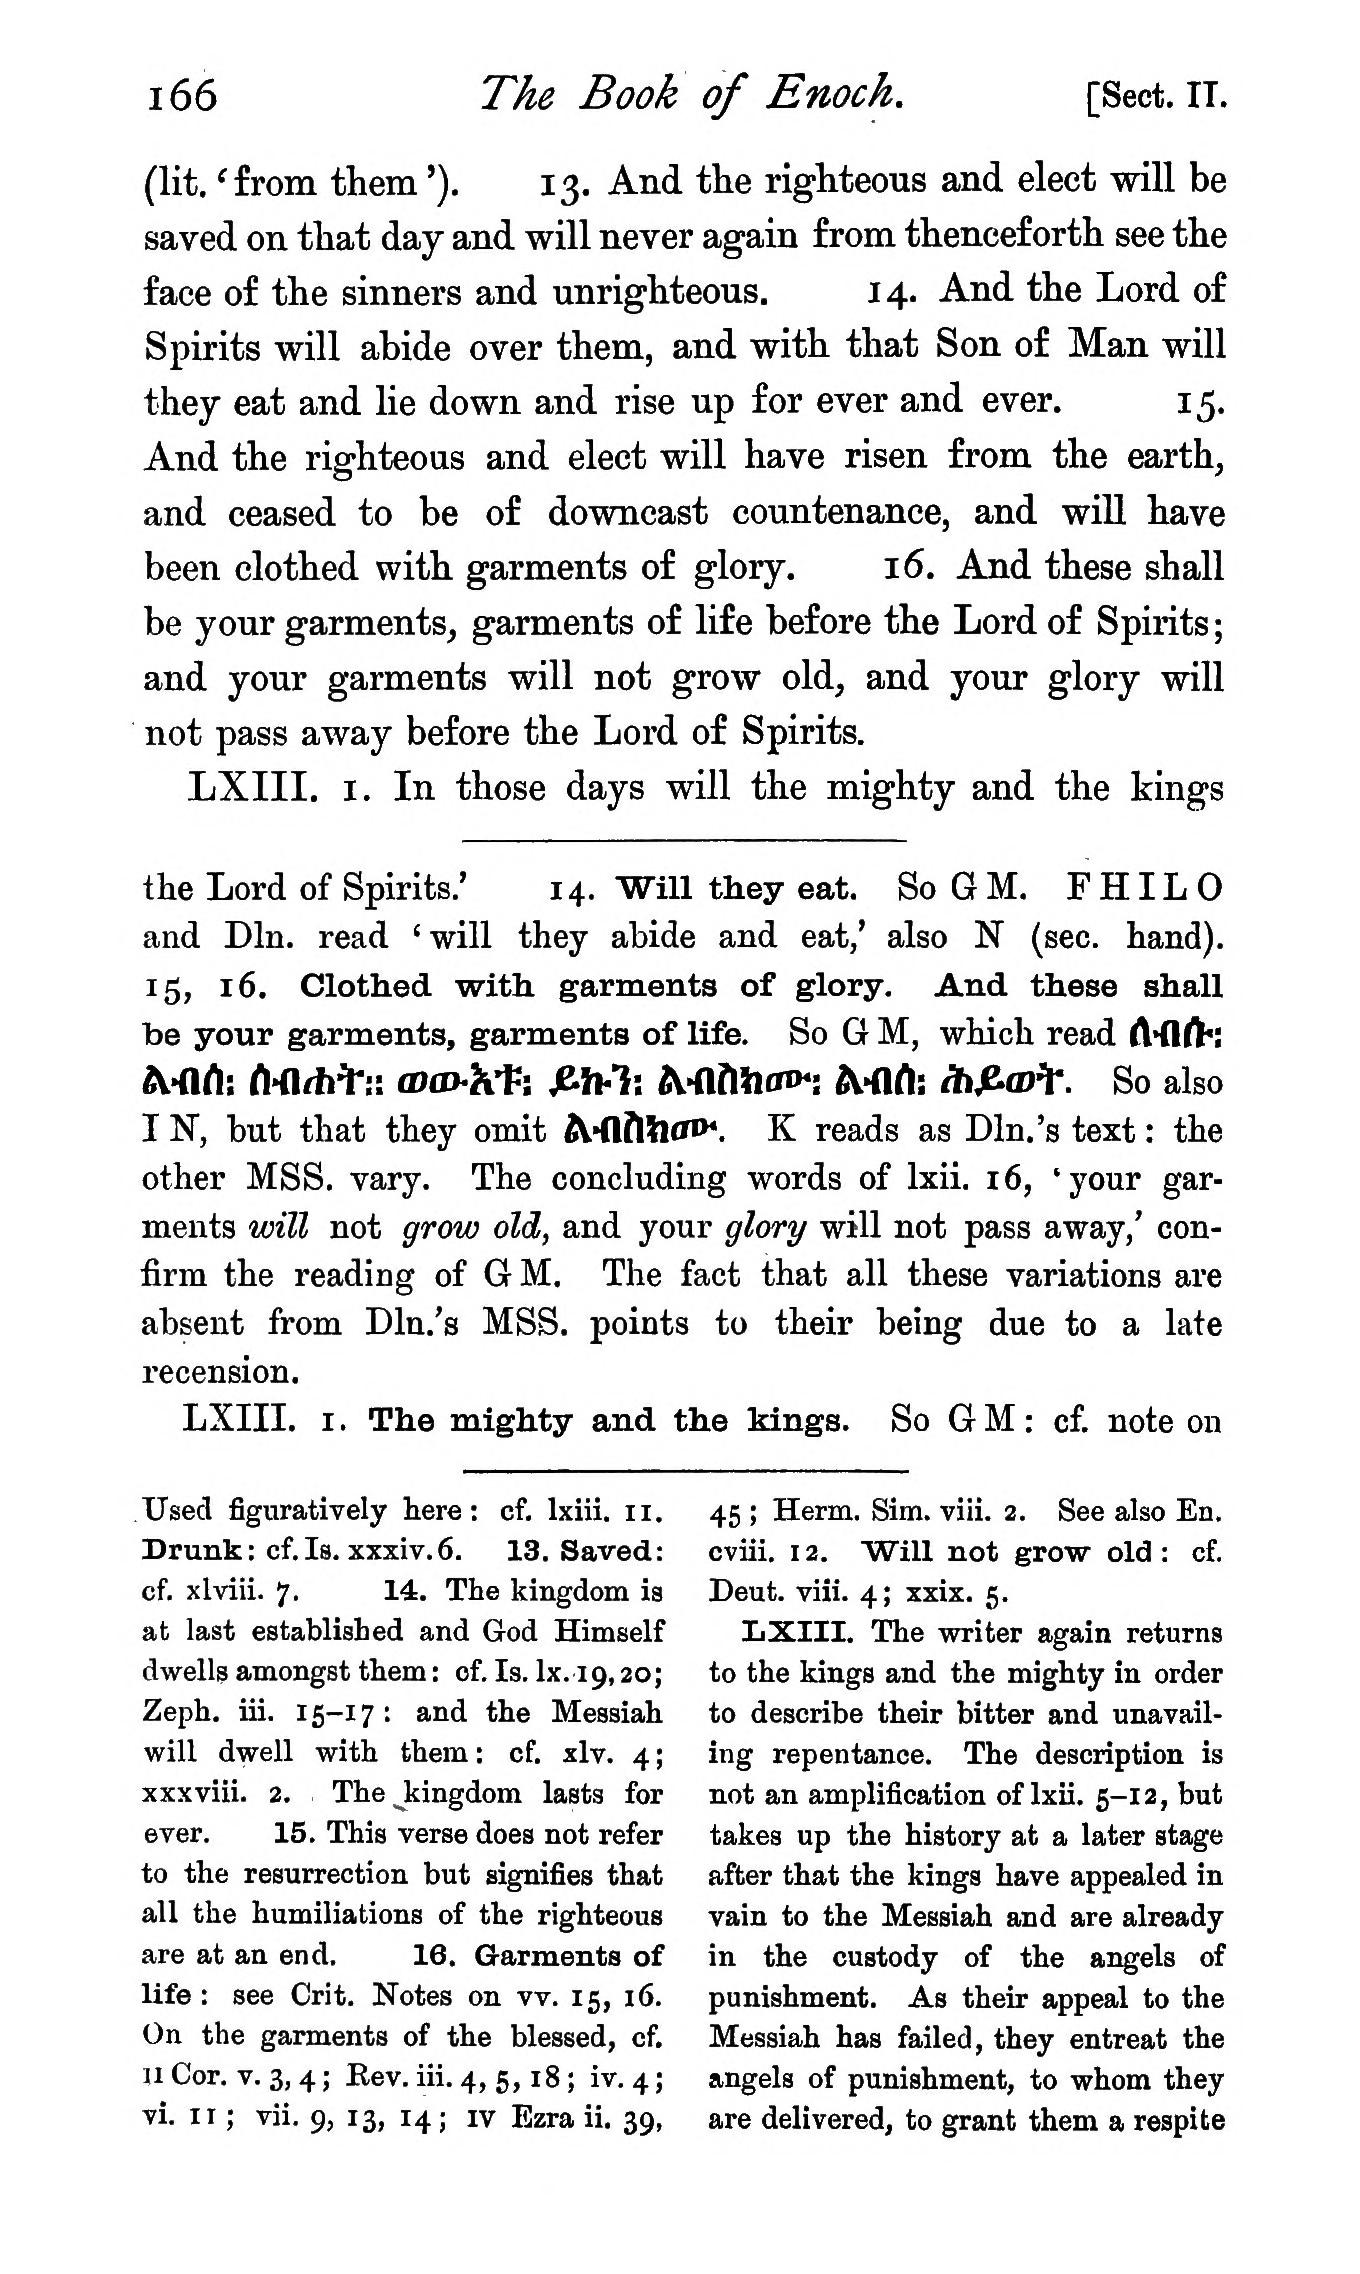 166 The Book of Enoch. [Sect. II.
(lit. ‘from them’). 13. And the righteous and elect will be
saved on that day and will never again from thenceforth see the
face of the sinners and unrighteous. 14. And the Lord of
Spirits will abide over them, and with that Son of Man will
they eat and lie down and rise up for ever and ever. 15.
And the righteous and elect will have risen from the earth,
and ceased to be of downcast countenance, and will have
been clothed with garments of glory. 16. And these shall
be your garments, garments of life before the Lord of Spirits;
and your garments will not grow old, and your glory will
not pass away before the Lord of Spirits.
LXIII. 1. In those days will the mighty and the kings
the Lord of Spirits.’ 14. Will they eat. So G M. F H I L O
and Dln. read ‘will they abide and eat,’ also N (sec. hand).
15, 16. Clothed with garments of glory. And these shall
be your garments, garments of life. So G M, which read ለብሱ፡
ልብሰ፡ ስብሐት። ወውእቱ፡ ይኩን፡ ልብስክሙ፡ ልብሰ፡ ሕይወት. So also
I N, but that they omit ልብስክሙ. K reads as Dln.’s text: the
other MSS. vary. The concluding words of lxii. 16, ‘your gar-
ments will not grow old, and your glory will not pass away,’ con-
firm the reading of G M. The fact that all these variations are
absent from Dln.’s MSS. points to their being due to a late
recension.
LXIII. 1. The mighty and the kings. So G M: cf. note on
Used figuratively here: cf. lxiii. 11.
Drunk: cf. Is. xxxiv. 6. 13. Saved:
cf. xlviii. 7. 14. The kingdom is
at last established and God Himself
dwells amongst them: cf. Is. lx. 19, 20;
Zeph. iii. 15–17: and the Messiah
will dwell with them: cf. xlv. 4;
xxxviii. 2. The kingdom lasts for
ever. 15. This verse does not refer
to the resurrection but signifies that
all the humiliations of the righteous
are at an end. 16. Garments of
life: see Crit. Notes on vv. 15, 16.
On the garments of the blessed, cf.
II Cor. v. 3, 4; Rev. iii. 4, 5, 18; iv. 4;
vi. 11; vii. 9, 13, 14; IV Ezra ii. 39,
45; Herm. Sim. viii. 2. See also En.
cviii. 12. Will not grow old: cf.
Deut. viii. 4; xxix. 5.
LXIII. The writer again returns
to the kings and the mighty in order
to describe their bitter and unavail-
ing repentance. The description is
not an amplification of lxii. 5–12, but
takes up the history at a later stage
after that the kings have appealed in
vain to the Messiah and are already
in the custody of the angels of
punishment. As their appeal to the
Messiah has failed, they entreat the
angels of punishment, to whom they
are delivered, to grant them a respite